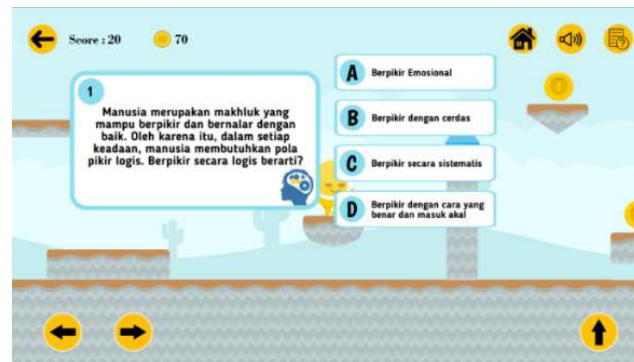 Score : 20
70
1
Manusia merupakan makhluk yang
mampu berpikir dan bernalar dengan
baik. Oleh karena itu, dalam setiap
keadaan, manusia membutuhkan pola
pikir logis. Berpikir secara logis berarti?
A Berpikir Emosional
B Berpikir dengan cerdas
C Berpikir secara sistematis
D Berpikir dengan cara yang
benar dan masuk akal